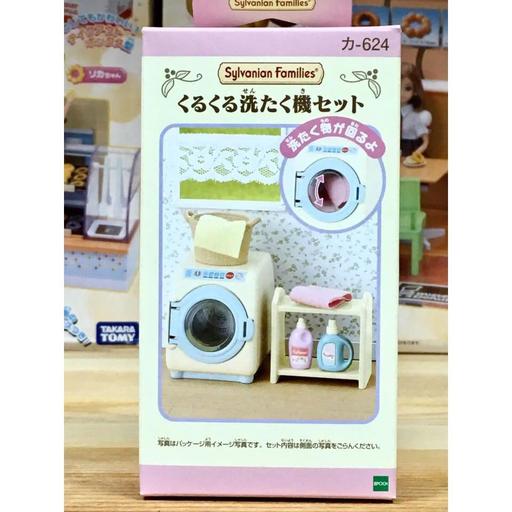 Sylvanian Families
カ-624
Sylvanian Families®
くるくる洗たく機セット
せん
き
洗たく物が回るよ
写真はパッケージ用イメージ写真です。セット内容は側面の写真をごらんください。
EPOCH
リカちゃん
TAKARA
TOMY